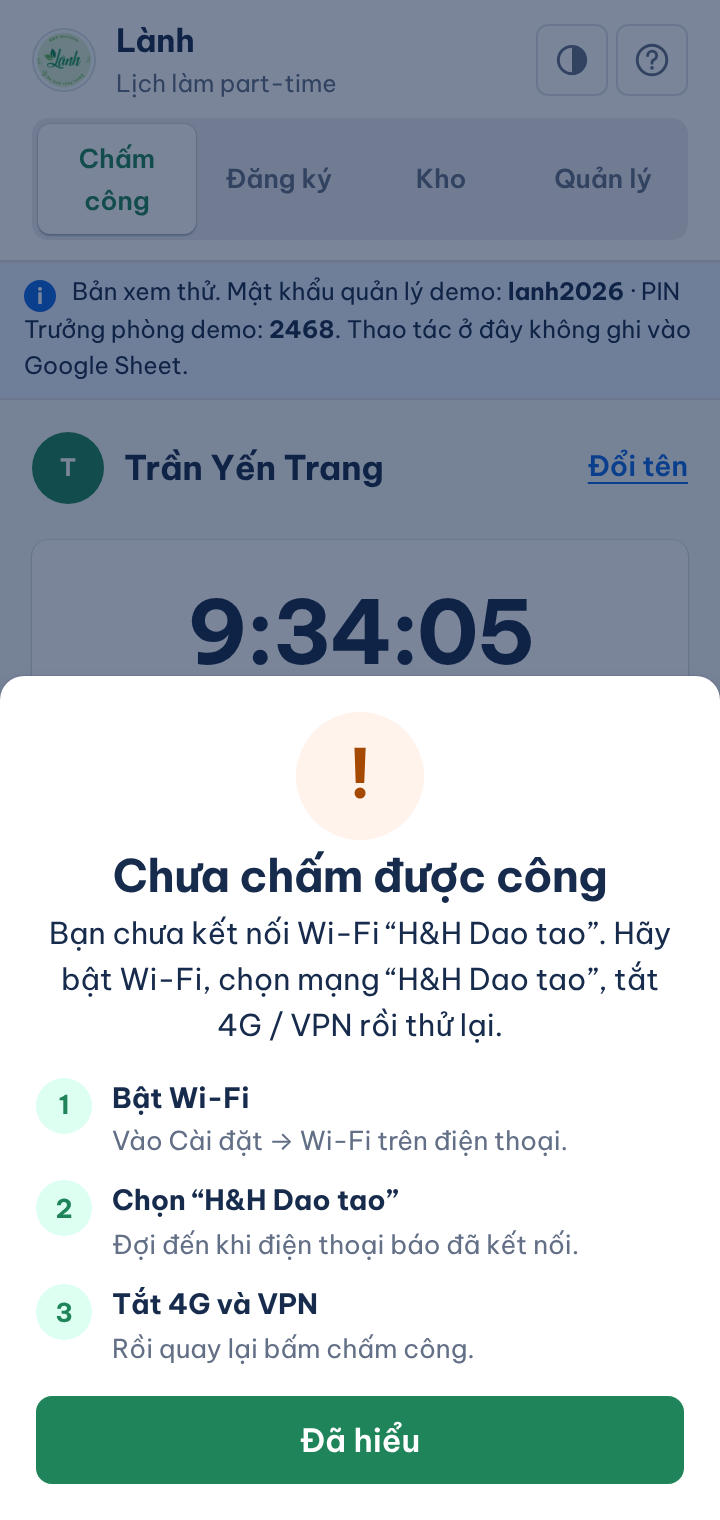 Lành
Lành
Lịch làm part-time
Chấm
công
Đăng ký
Kho
Quản lý
i Bản xem thử. Mật khẩu quản lý demo: lanh2026 · PIN
Trưởng phòng demo: 2468. Thao tác ở đây không ghi vào
Google Sheet.
T
Trần Yến Trang
Đổi tên
9:34:05
!
Chưa chấm được công
Bạn chưa kết nối Wi-Fi “H&H Dao tao”. Hãy
bật Wi-Fi, chọn mạng “H&H Dao tao”, tắt
4G / VPN rồi thử lại.
1
Bật Wi-Fi
Vào Cài đặt → Wi-Fi trên điện thoại.
2
Chọn “H&H Dao tao”
Đợi đến khi điện thoại báo đã kết nối.
3
Tắt 4G và VPN
Rồi quay lại bấm chấm công.
Đã hiểu